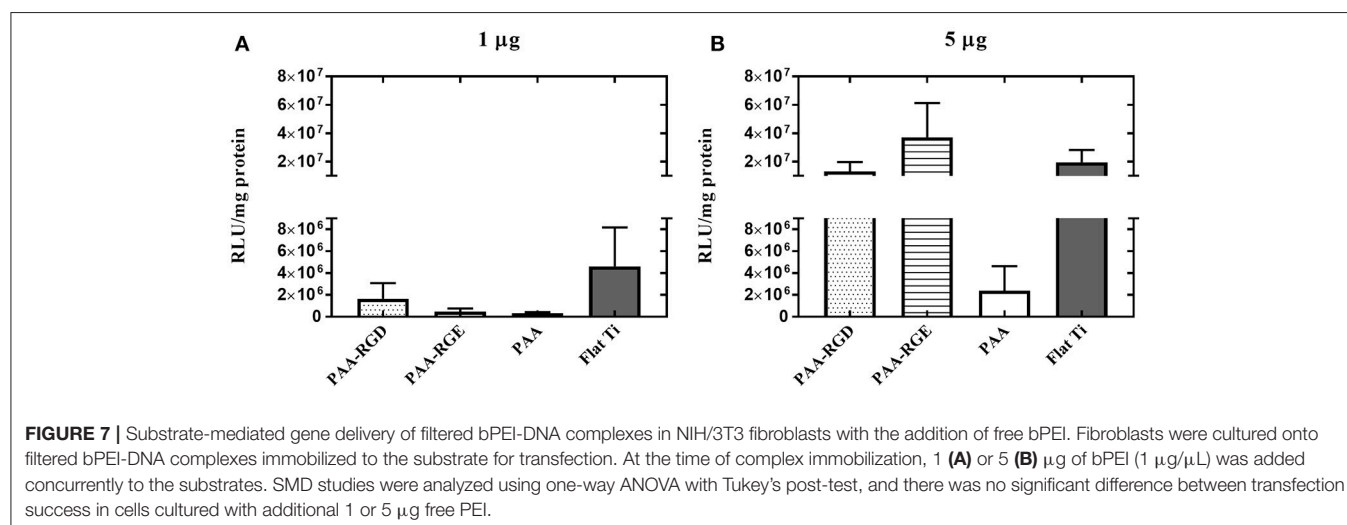 A
1 μg
RLU/mg protein
8×10⁷
6×10⁷
4×10⁷
2×10⁷
8×10⁶
6×10⁶
4×10⁶
2×10⁶
0
PAA-RGD
PAA-RGE
PAA
Flat Ti
B
5 μg
RLU/mg protein
8×10⁷
6×10⁷
4×10⁷
2×10⁷
8×10⁶
6×10⁶
4×10⁶
2×10⁶
0
PAA-RGD
PAA-RGE
PAA
Flat Ti
FIGURE 7 | Substrate-mediated gene delivery of filtered bPEI-DNA complexes in NIH/3T3 fibroblasts with the addition of free bPEI. Fibroblasts were cultured onto
filtered bPEI-DNA complexes immobilized to the substrate for transfection. At the time of complex immobilization, 1 (A) or 5 (B) μg of bPEI (1 μg/μL) was added
concurrently to the substrates. SMD studies were analyzed using one-way ANOVA with Tukey's post-test, and there was no significant difference between transfection
success in cells cultured with additional 1 or 5 μg free PEI.